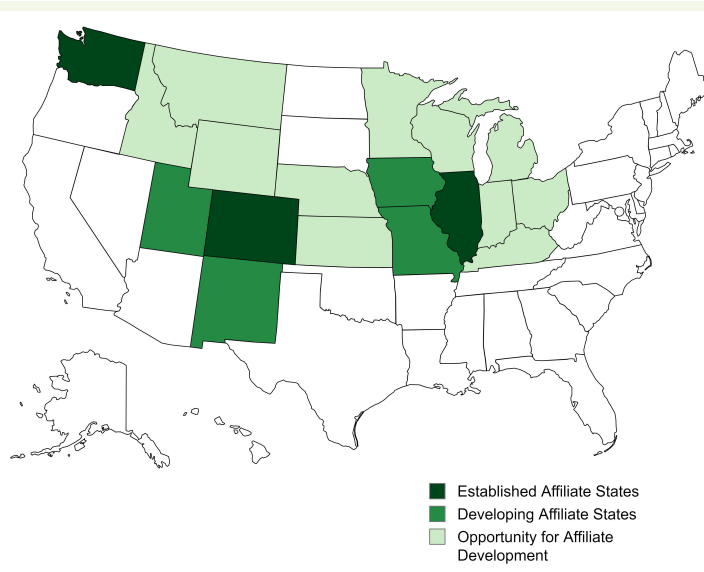 Established Affiliate States
Developing Affiliate States
Opportunity for Affiliate
Development